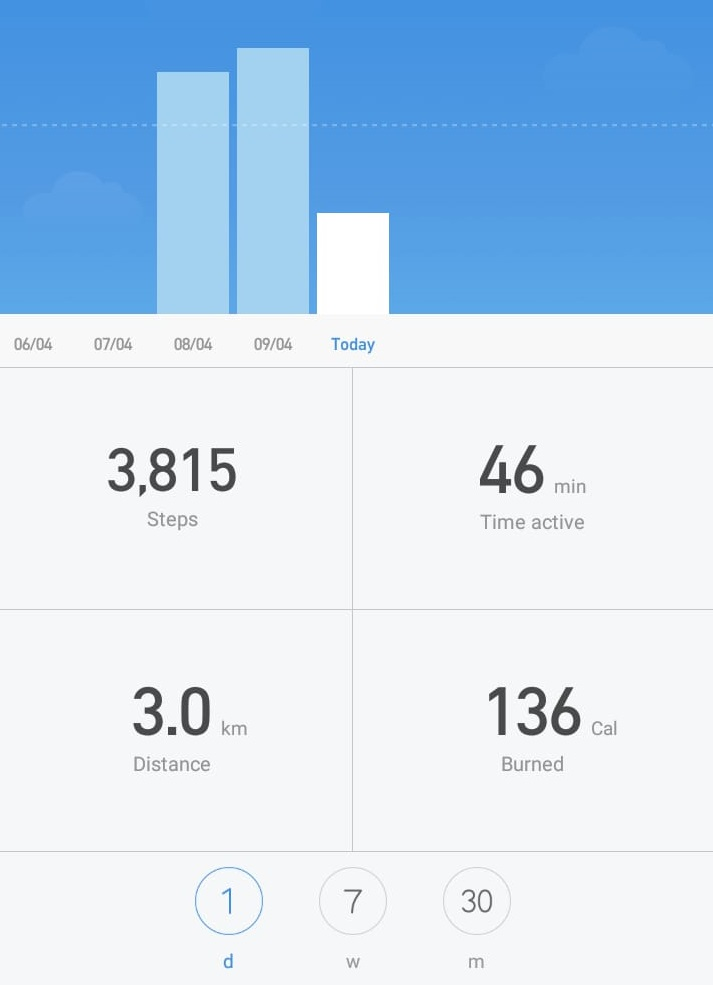 06/04 07/04 08/04 09/04 Today
3,815
Steps
46 min
Time active
3.0 km
Distance
136 Cal
Burned
1 7 30
d w m